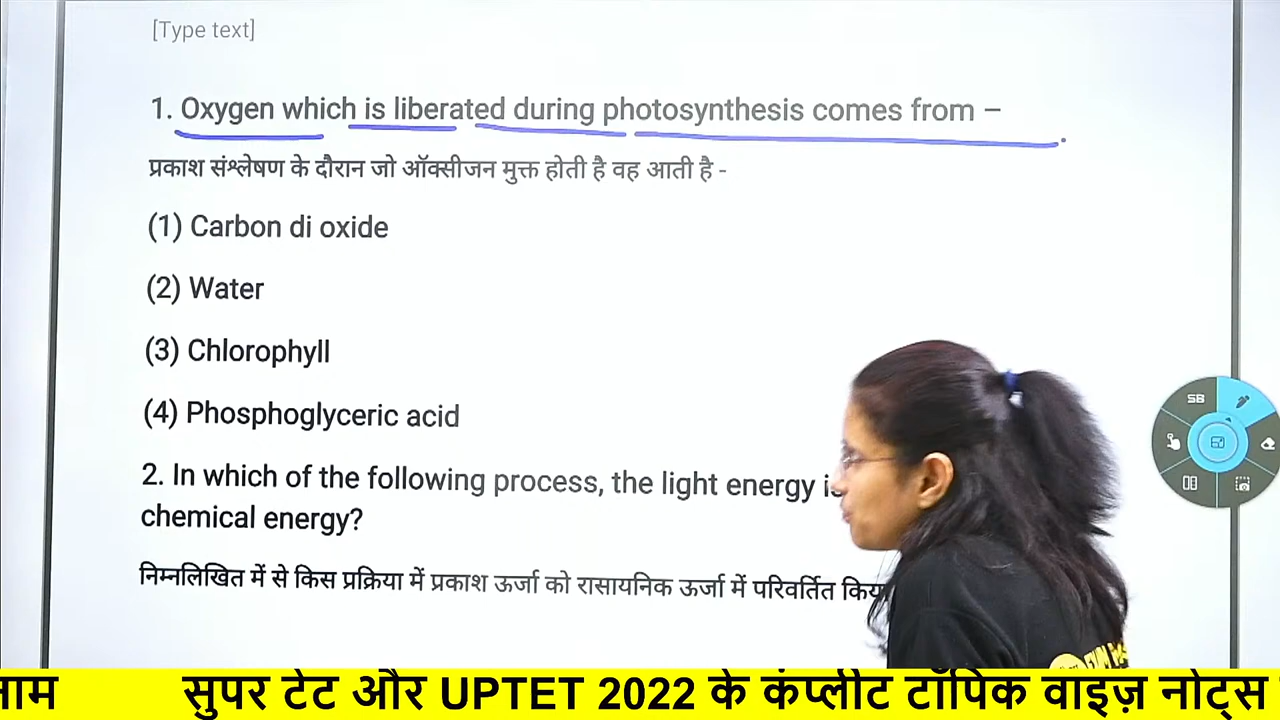 [Type text]
1. Oxygen which is liberated during photosynthesis comes from –
प्रकाश संश्लेषण के दौरान जो ऑक्सीजन मुक्त होती है वह आती है -
(1) Carbon di oxide
(2) Water
(3) Chlorophyll
(4) Phosphoglyceric acid
2. In which of the following process, the light energy is
chemical energy?
निम्नलिखित में से किस प्रक्रिया में प्रकाश ऊर्जा को रासायनिक ऊर्जा में परिवर्तित किया
SB
सुपर टेट और UPTET 2022 के कंप्लीट टॉपिक वाइज़ नोट्स